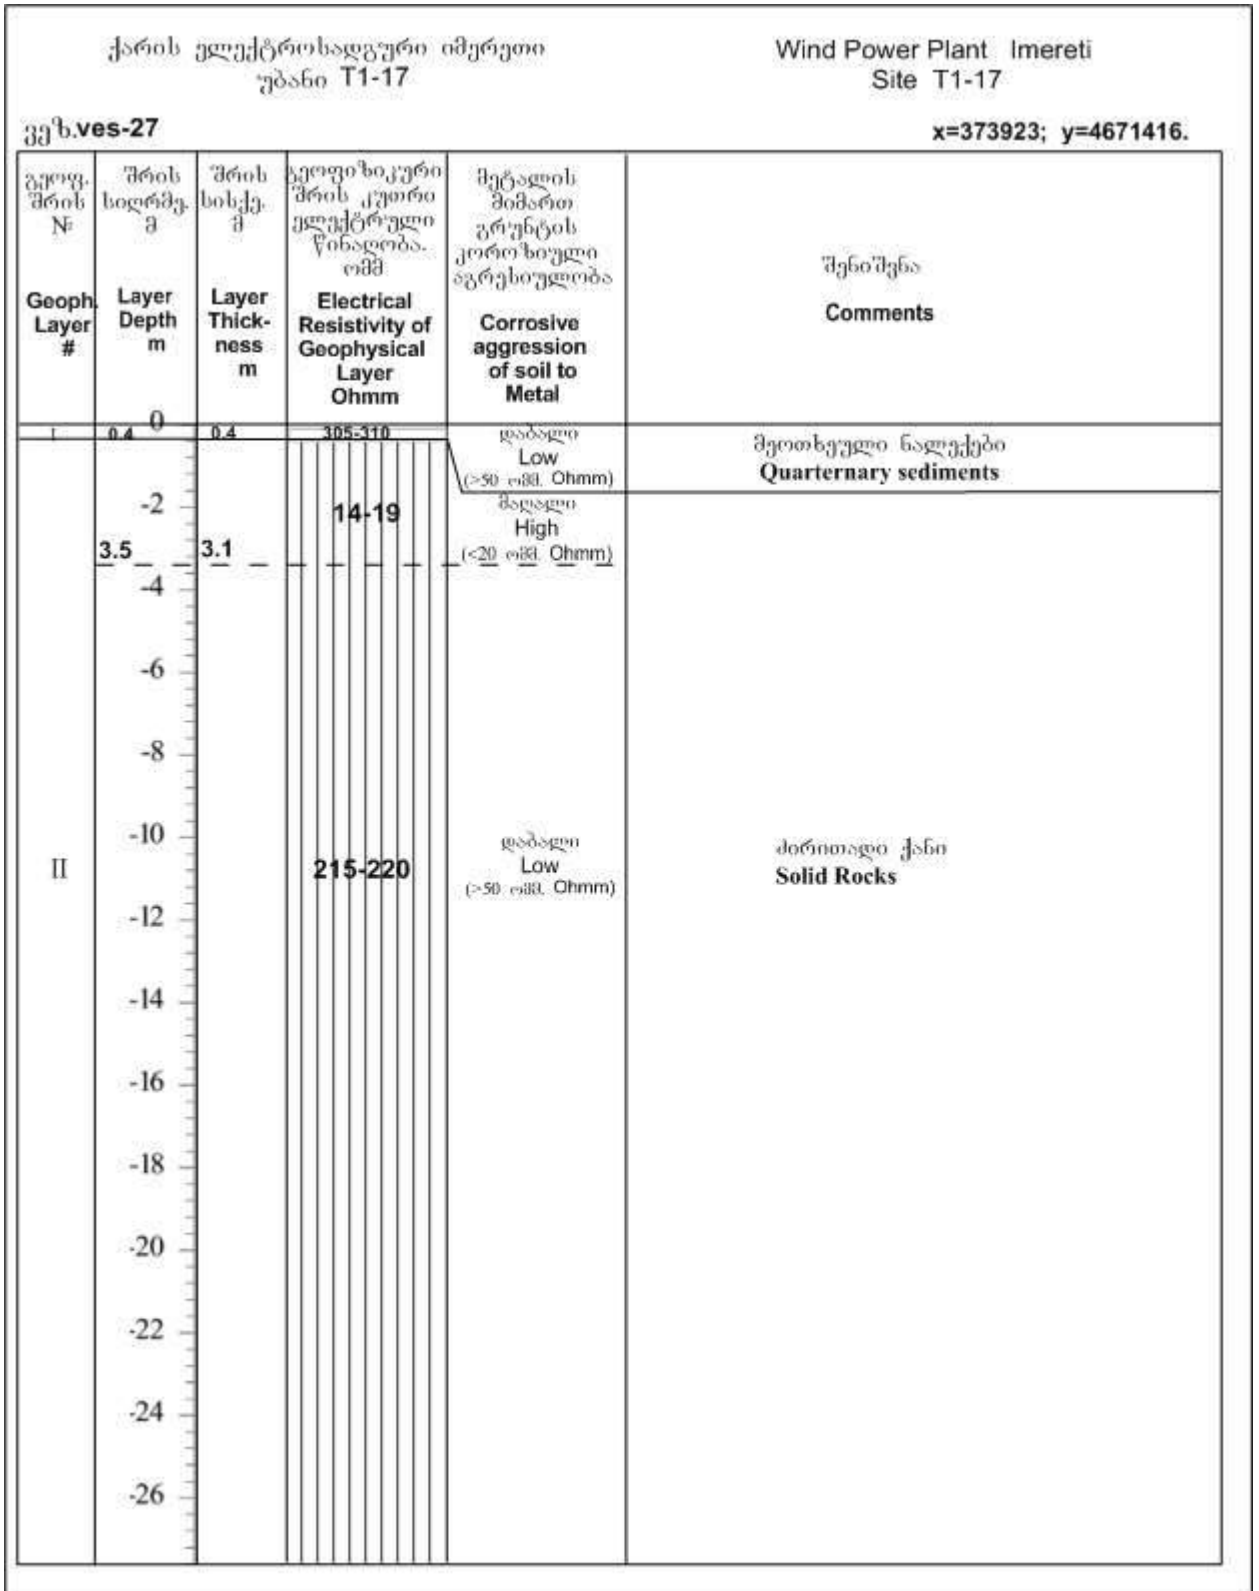 ქარის ელექტროსადგური იმერეთი
უბანი T1-17
Wind Power Plant Imereti
Site T1-17
ვეზ.ves-27
x=373923; y=4671416.
გეოფ.
შრის
№
Geoph.
Layer
#
შრის
სიღრმე.
მ
Layer
Depth
m
შრის
სისქე.
მ
Layer
Thick-
ness
m
გეოფიზიკური
შრის კუთრი
ელექტრული
წინაღობა.
ომმ
Electrical
Resistivity of
Geophysical
Layer
Ohmm
მეტალის
მიმართ
გრუნტის
კოროზიული
აგრესიულობა
Corrosive
aggression
of soil to
Metal
შენიშვნა
Comments
0
I
0.4
0.4
305-310
დაბალი
Low
(>50 ომმ. Ohmm)
მეოთხეული ნალექები
Quarternary sediments
-2
14-19
მაღალი
High
(<20 ომმ. Ohmm)
3.5
3.1
-4
-6
-8
-10
II
215-220
დაბალი
Low
(>50 ომმ. Ohmm)
ძირითადი ქანი
Solid Rocks
-12
-14
-16
-18
-20
-22
-24
-26